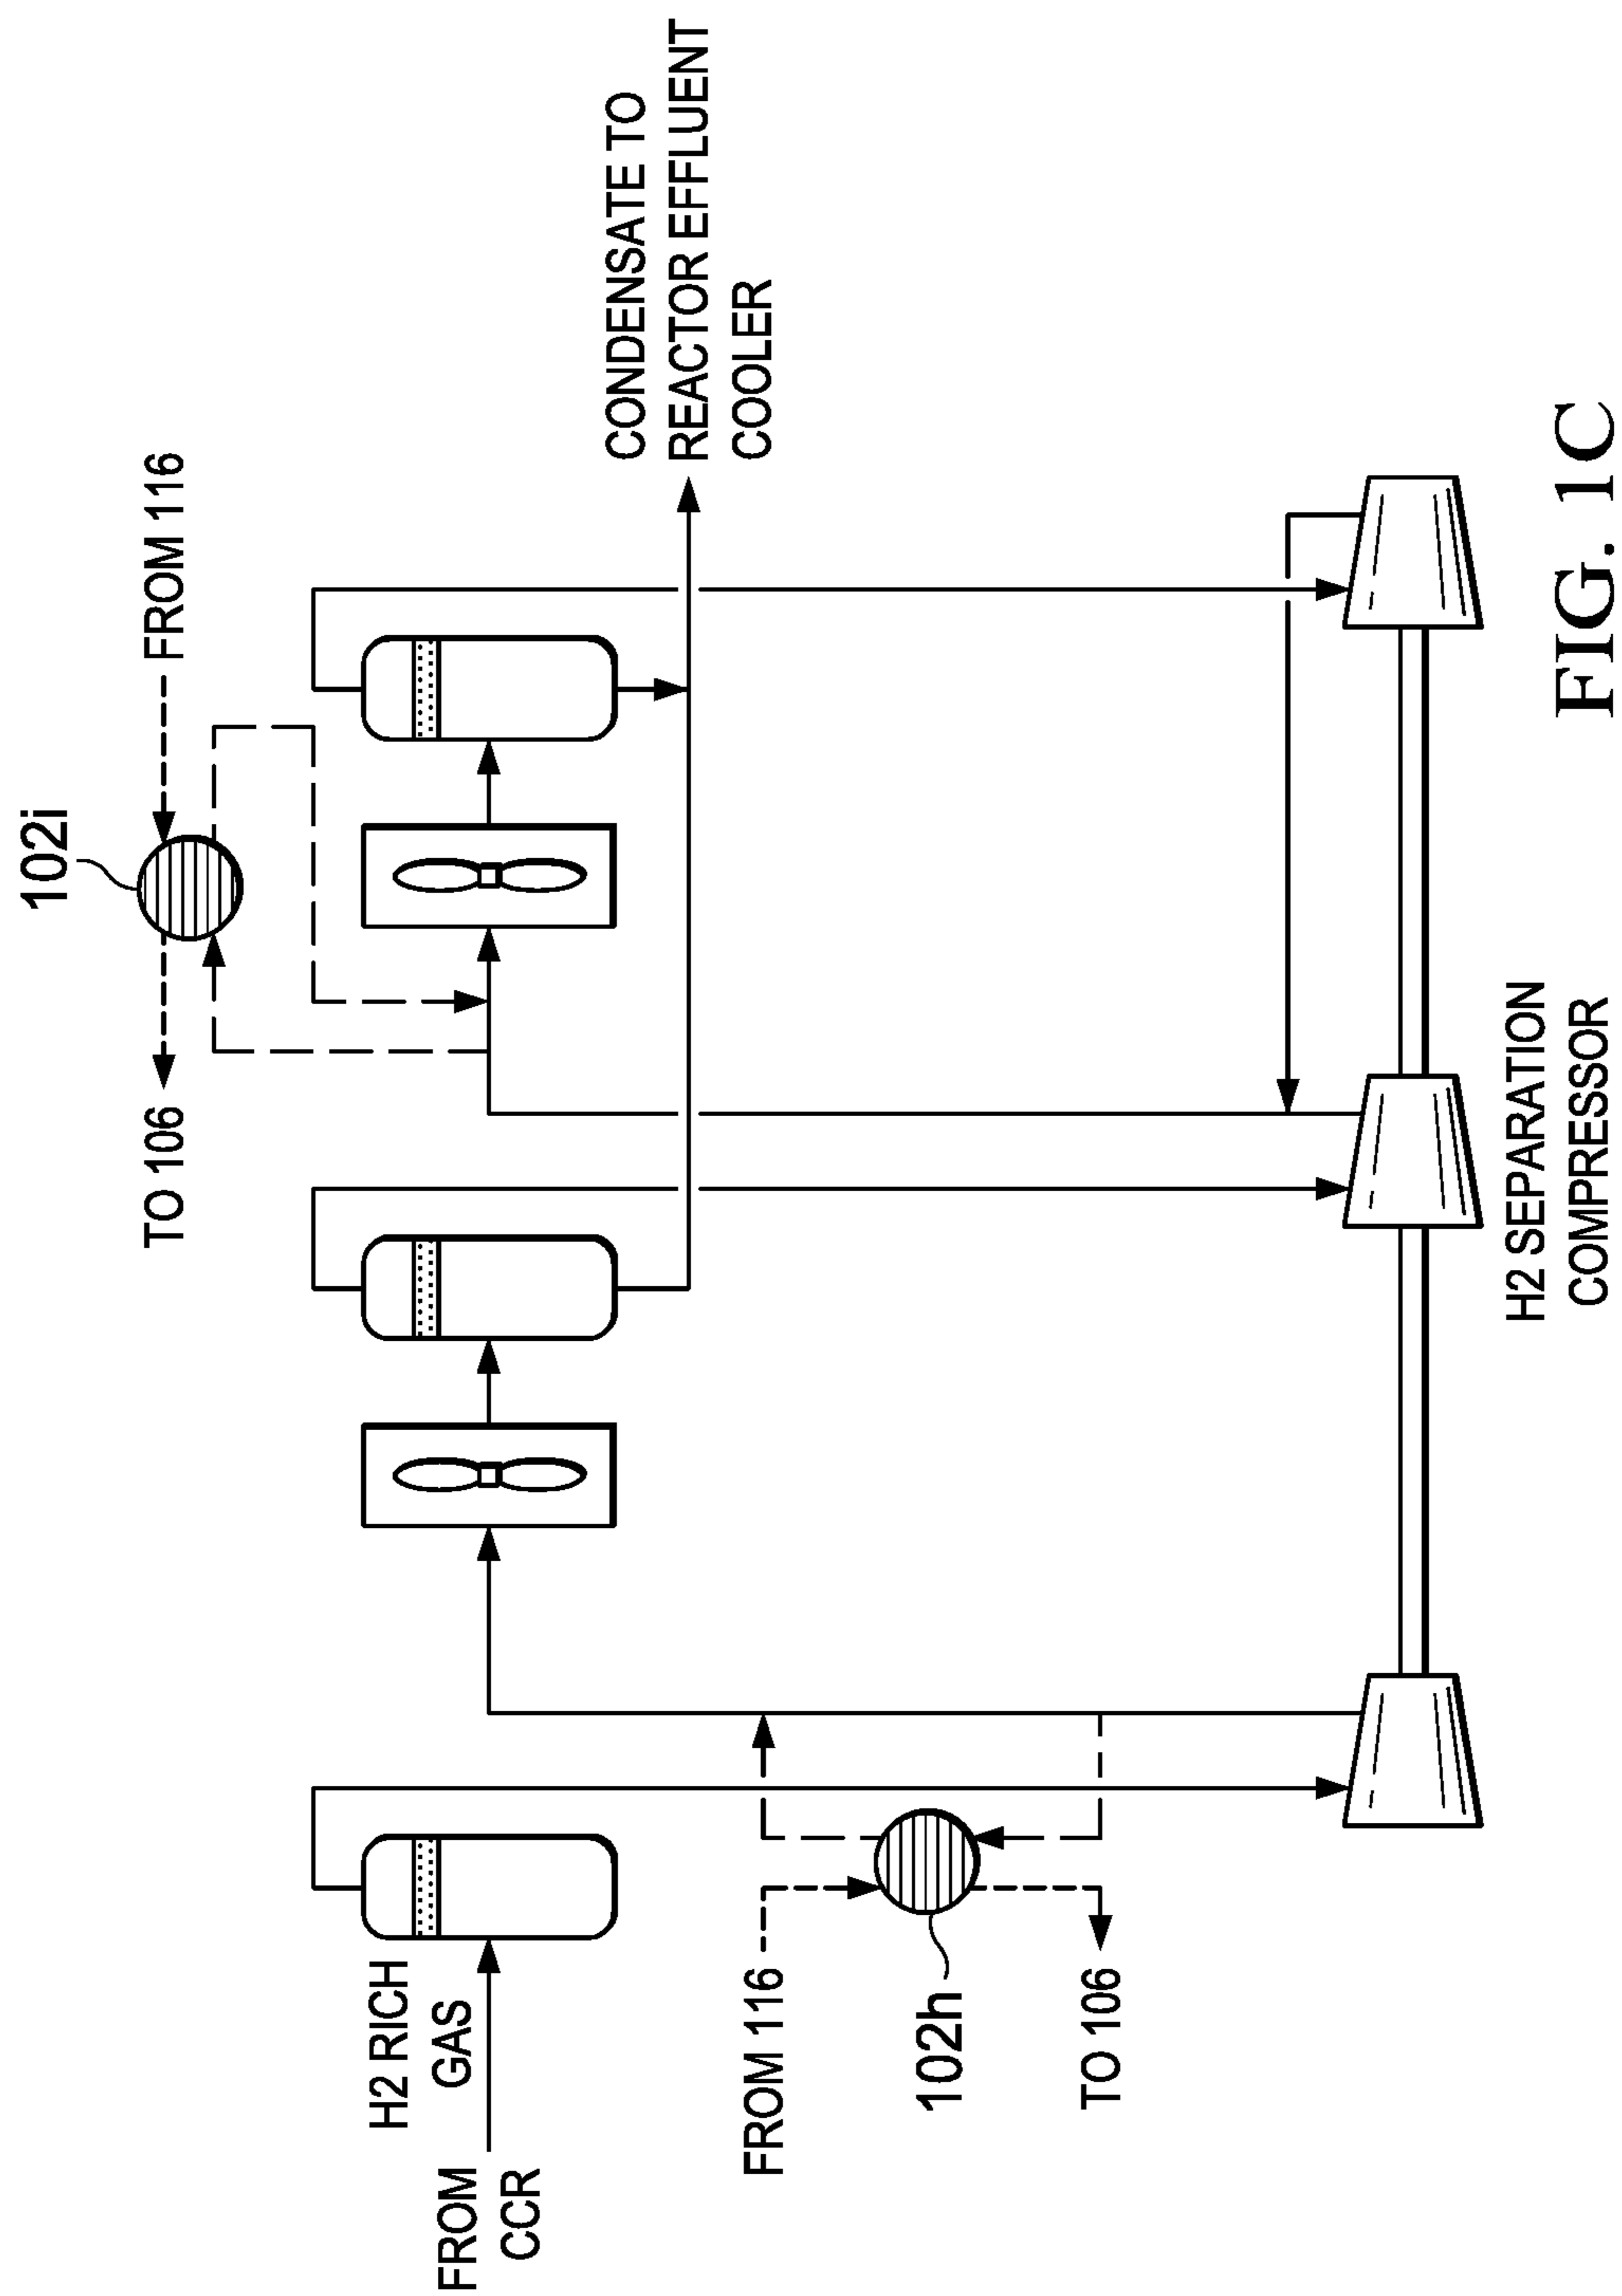 102i
TO 106
FROM 116
CONDENSATE TO
REACTOR EFFLUENT
COOLER
H2 RICH
GAS
FROM
CCR
FROM 116
102h
TO 106
H2 SEPARATION
COMPRESSOR
FIG. 1C